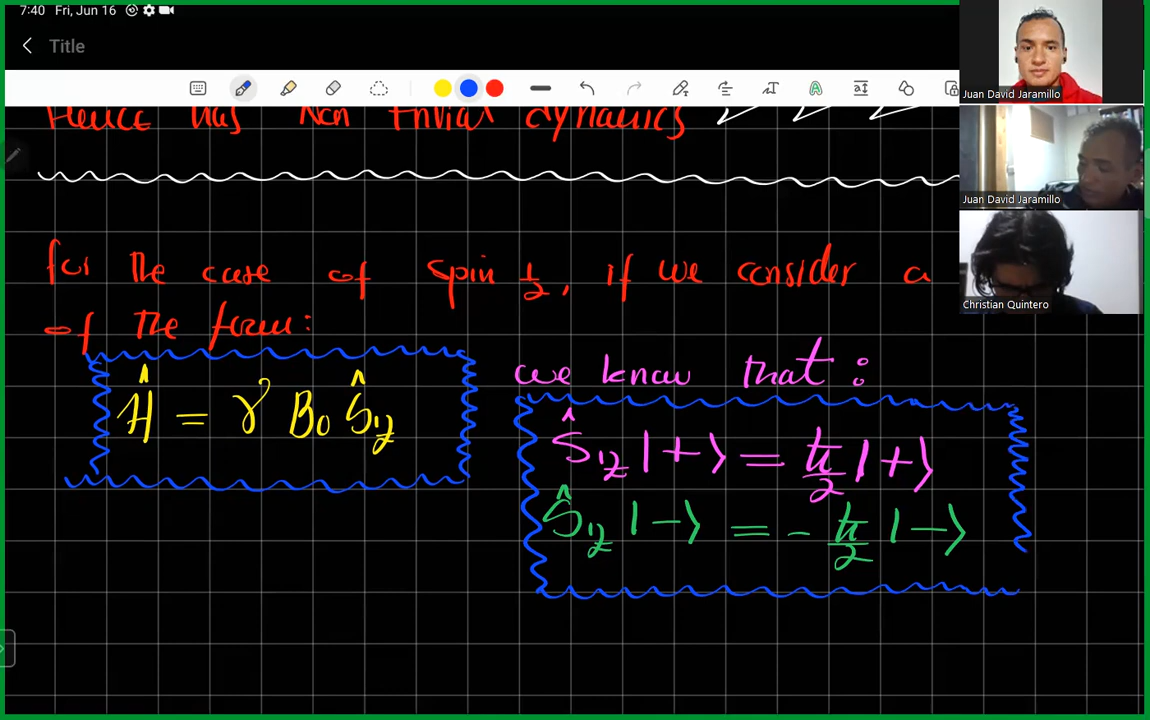 7:40 Fri, Jun 16
Title
Juan David Jaramillo
Hence has Non trivial dynamics
Juan David Jaramillo
for the case of spin 1/2, if we consider a
of the form:
Christian Quintero
Ĥ = γ B₀ Ŝz
we know that:
Ŝz |+⟩ = ħ/2 |+⟩
Ŝz |−⟩ = - ħ/2 |−⟩